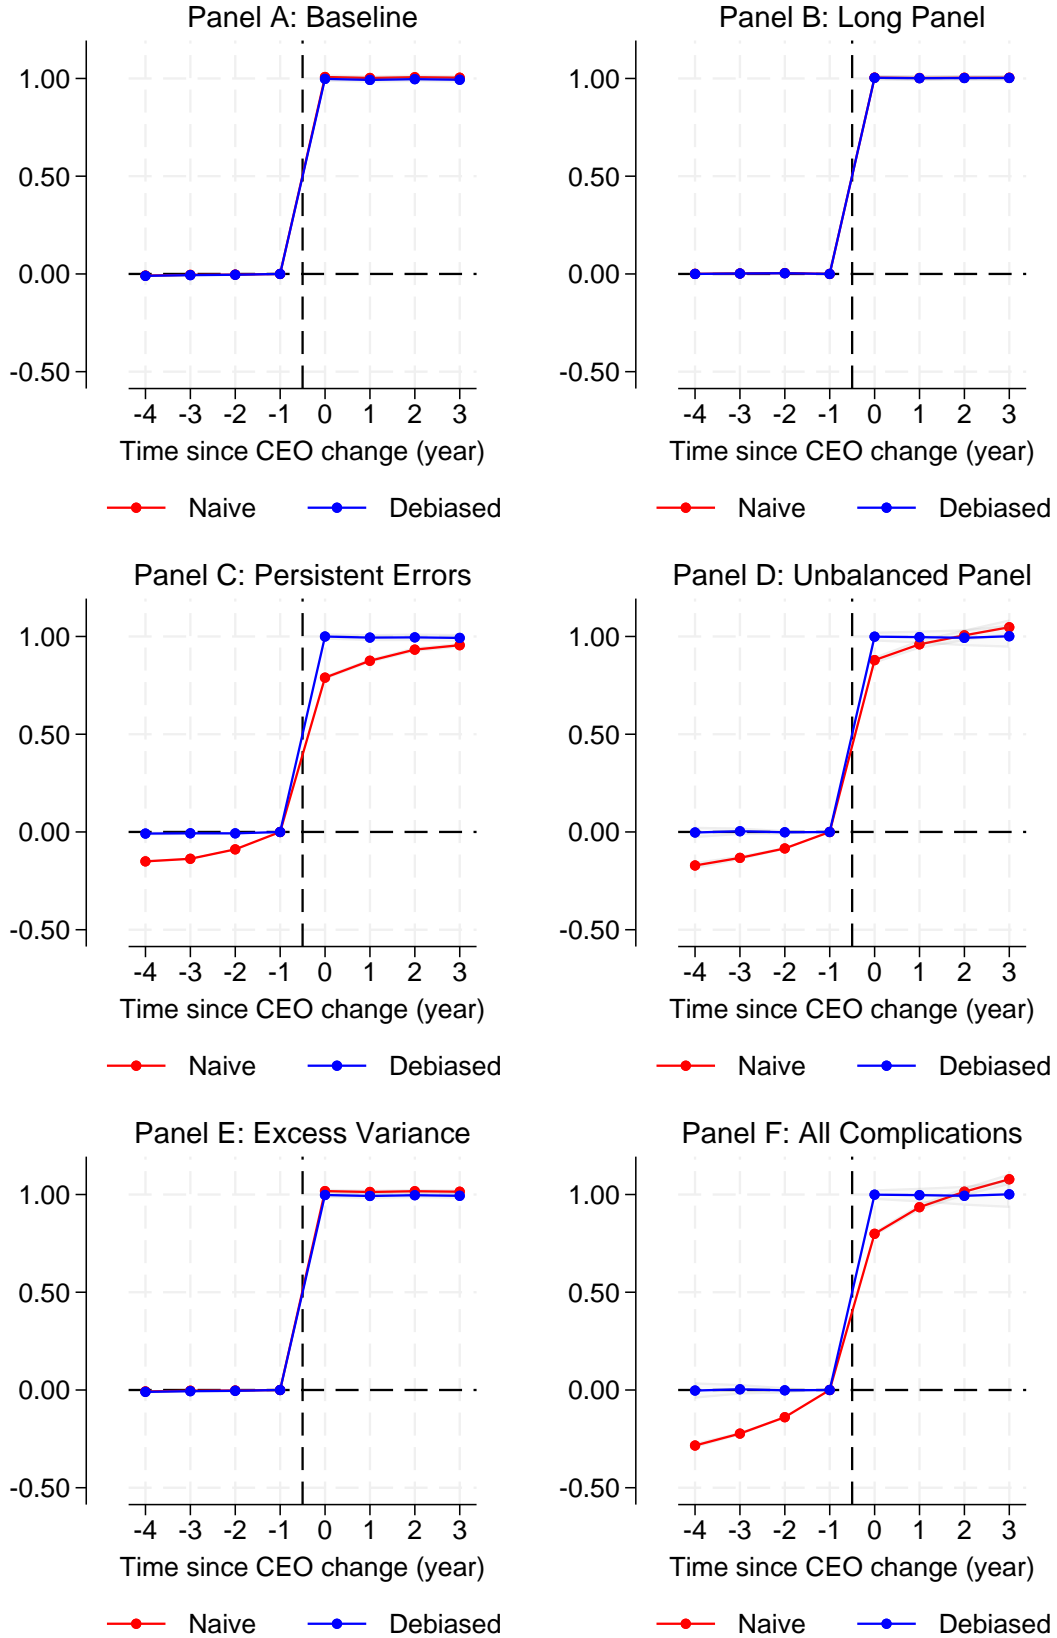 Panel A: Baseline
1.00
0.50
0.00
-0.50
-4 -3 -2 -1 0 1 2 3
Time since CEO change (year)
Naive Debiased
Panel B: Long Panel
1.00
0.50
0.00
-0.50
-4 -3 -2 -1 0 1 2 3
Time since CEO change (year)
Naive Debiased
Panel C: Persistent Errors
1.00
0.50
0.00
-0.50
-4 -3 -2 -1 0 1 2 3
Time since CEO change (year)
Naive Debiased
Panel D: Unbalanced Panel
1.00
0.50
0.00
-0.50
-4 -3 -2 -1 0 1 2 3
Time since CEO change (year)
Naive Debiased
Panel E: Excess Variance
1.00
0.50
0.00
-0.50
-4 -3 -2 -1 0 1 2 3
Time since CEO change (year)
Naive Debiased
Panel F: All Complications
1.00
0.50
0.00
-0.50
-4 -3 -2 -1 0 1 2 3
Time since CEO change (year)
Naive Debiased